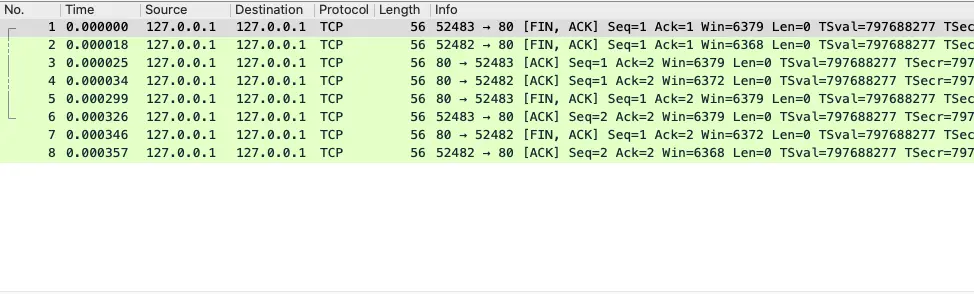 No. Time Source Destination Protocol Length Info
1 0.000000 127.0.0.1 127.0.0.1 TCP 56 52483 → 80 [FIN, ACK] Seq=1 Ack=1 Win=6379 Len=0 TSval=797688277 TSec
2 0.000018 127.0.0.1 127.0.0.1 TCP 56 52482 → 80 [FIN, ACK] Seq=1 Ack=1 Win=6368 Len=0 TSval=797688277 TSec
3 0.000025 127.0.0.1 127.0.0.1 TCP 56 80 → 52483 [ACK] Seq=1 Ack=2 Win=6379 Len=0 TSval=797688277 TSecr=797
4 0.000034 127.0.0.1 127.0.0.1 TCP 56 80 → 52482 [ACK] Seq=1 Ack=2 Win=6372 Len=0 TSval=797688277 TSecr=797
5 0.000299 127.0.0.1 127.0.0.1 TCP 56 80 → 52483 [FIN, ACK] Seq=1 Ack=2 Win=6379 Len=0 TSval=797688277 TSec
6 0.000326 127.0.0.1 127.0.0.1 TCP 56 52483 → 80 [ACK] Seq=2 Ack=2 Win=6379 Len=0 TSval=797688277 TSecr=797
7 0.000346 127.0.0.1 127.0.0.1 TCP 56 80 → 52482 [FIN, ACK] Seq=1 Ack=2 Win=6372 Len=0 TSval=797688277 TSec
8 0.000357 127.0.0.1 127.0.0.1 TCP 56 52482 → 80 [ACK] Seq=2 Ack=2 Win=6368 Len=0 TSval=797688277 TSecr=797